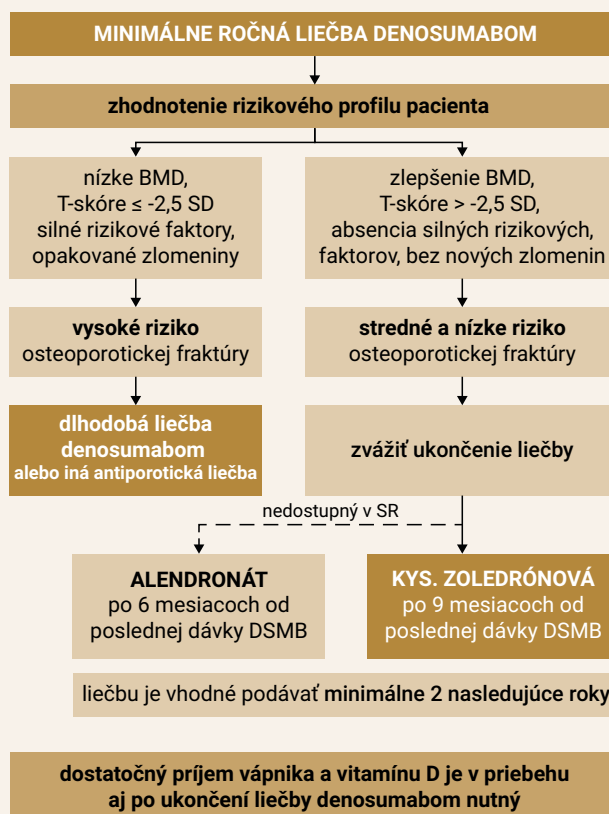 MINIMÁLNE ROČNÁ LIEČBA DENOSUMABOM
zhodnotenie rizikového profilu pacienta
nízke BMD,
T-skóre ≤ -2,5 SD
silné rizikové faktory,
opakované zlomeniny
zlepšenie BMD,
T-skóre > -2,5 SD,
absencia silných rizikových,
faktorov, bez nových zlomenin
vysoké riziko
osteoporotickej fraktúry
stredné a nízke riziko
osteoporotickej fraktúry
dlhodobá liečba
denosumabom
alebo iná antiporotická liečba
zvážiť ukončenie liečby
nedostupný v SR
ALENDRONÁT
po 6 mesiacoch od
poslednej dávky DSMB
KYS. ZOLEDRÓNOVÁ
po 9 mesiacoch od
poslednej dávky DSMB
liečbu je vhodné podávať minimálne 2 nasledujúce roky
dostatočný príjem vápnika a vitamínu D je v priebehu
aj po ukončení liečby denosumabom nutný